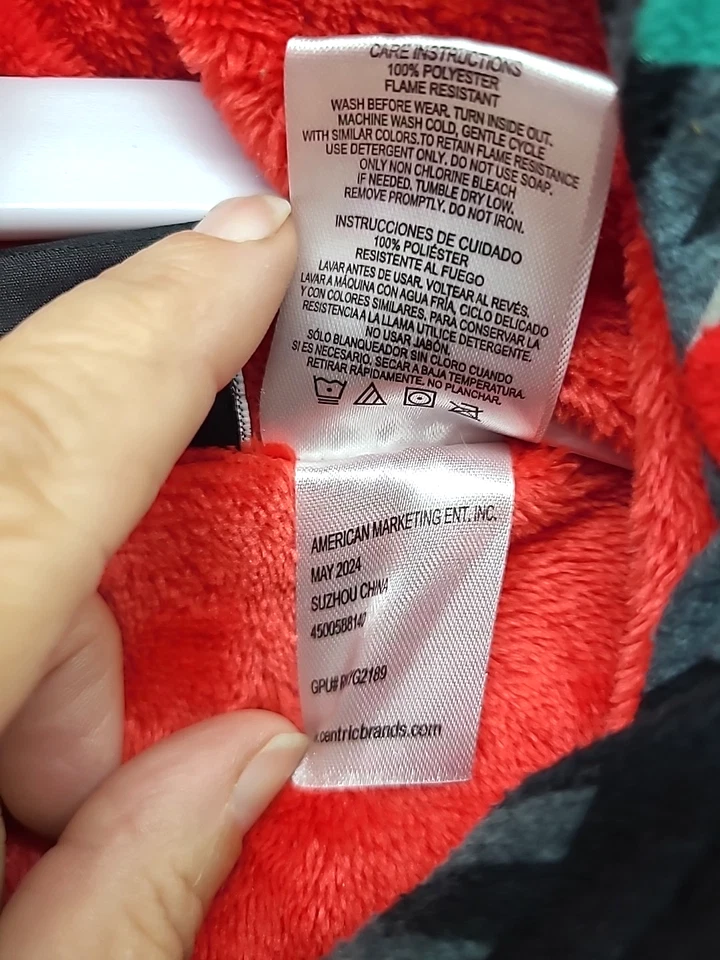 CARE INSTRUCTIONS
100% POLYESTER
FLAME RESISTANT
WASH BEFORE WEAR. TURN INSIDE OUT.
MACHINE WASH COLD, GENTLE CYCLE
WITH SIMILAR COLORS.TO RETAIN FLAME RESISTANCE
USE DETERGENT ONLY. DO NOT USE SOAP.
ONLY NON CHLORINE BLEACH
IF NEEDED. TUMBLE DRY LOW.
REMOVE PROMPTLY. DO NOT IRON.
INSTRUCCIONES DE CUIDADO
100% POLIÉSTER
RESISTENTE AL FUEGO
LAVAR ANTES DE USAR. VOLTEAR AL REVÉS.
LAVAR A MÁQUINA CON AGUA FRÍA, CICLO DELICADO
Y CON COLORES SIMILARES. PARA CONSERVAR LA
RESISTENCIA A LA LLAMA UTILICE DETERGENTE.
NO USAR JABÓN.
SÓLO BLANQUEADOR SIN CLORO CUANDO
SI ES NECESARIO. SECAR A BAJA TEMPERATURA.
RETIRAR RÁPIDAMENTE. NO PLANCHAR.
AMERICAN MARKETING ENT. INC.
MAY 2024
SUZHOU CHINA
GPU#
.centricbrands.com